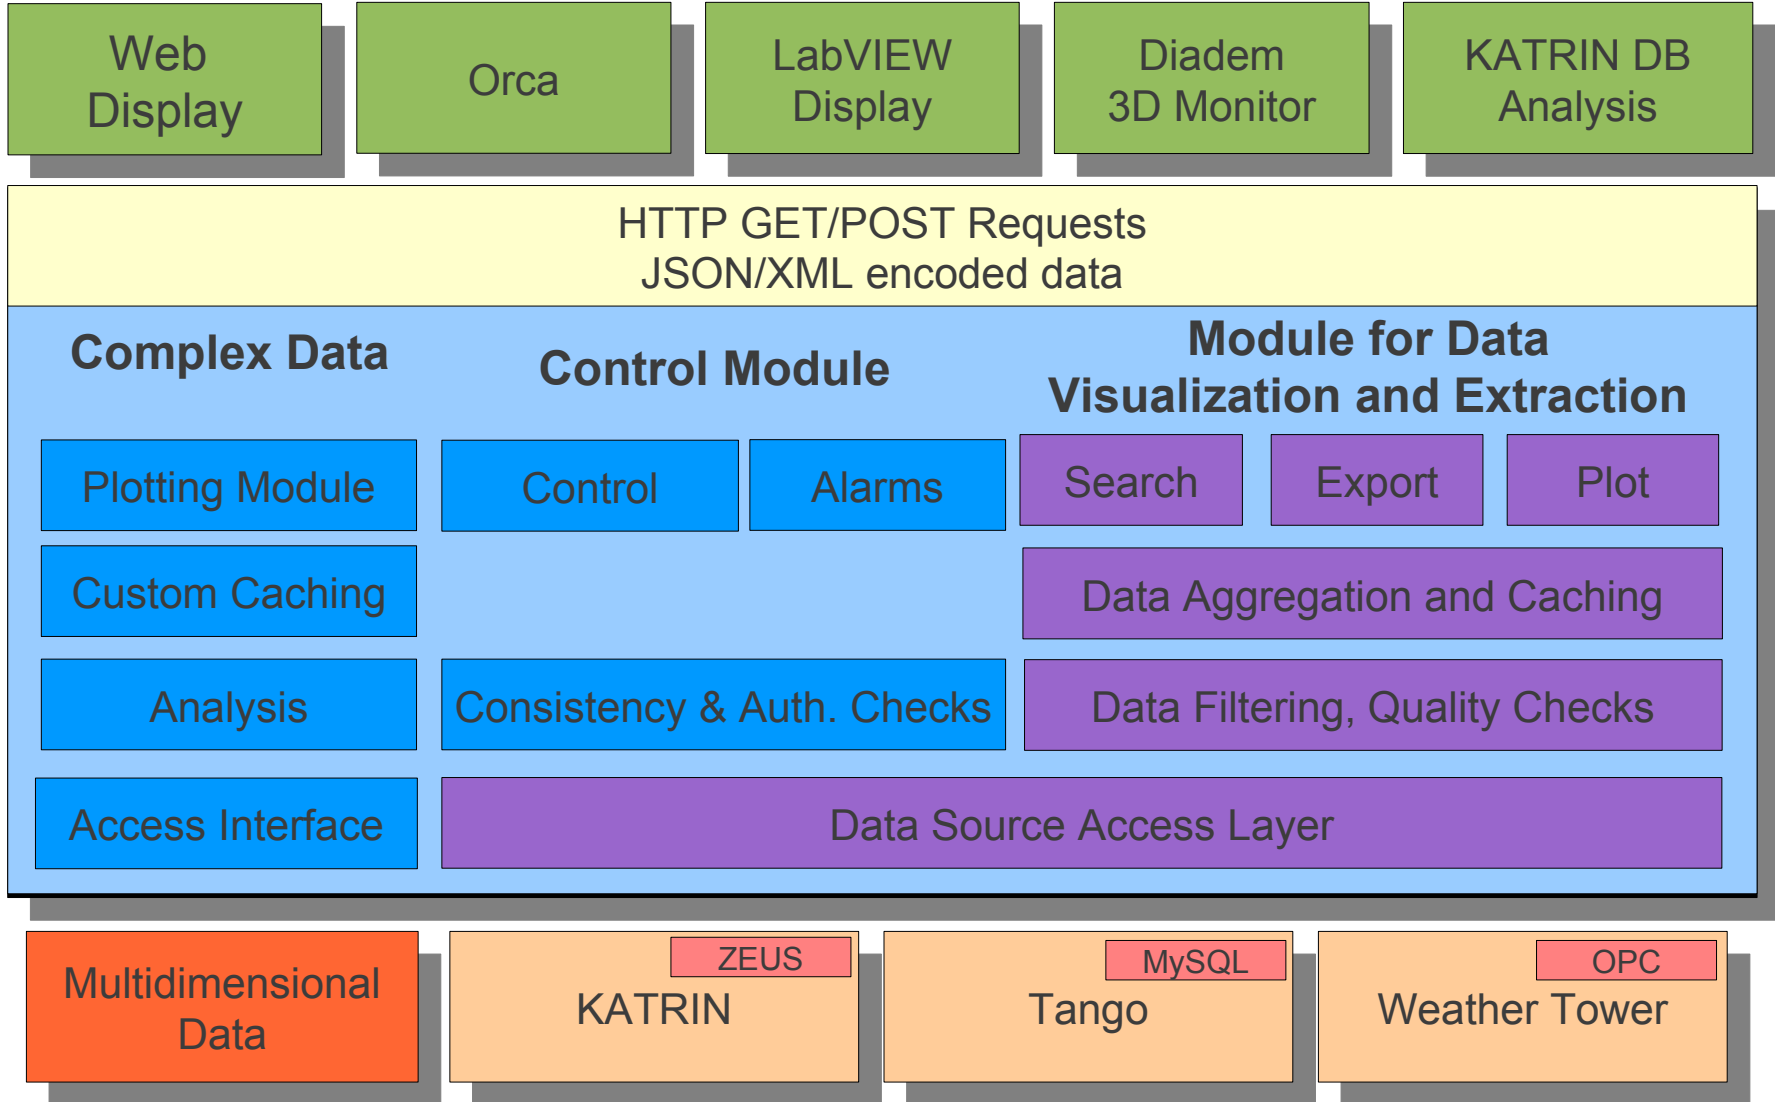 Web
Display
Orca
LabVIEW
Display
Diadem
3D Monitor
KATRIN DB
Analysis
HTTP GET/POST Requests
JSON/XML encoded data
Complex Data
Control Module
Module for Data
Visualization and Extraction
Plotting Module
Control
Alarms
Search
Export
Plot
Custom Caching
Data Aggregation and Caching
Analysis
Consistency & Auth. Checks
Data Filtering, Quality Checks
Access Interface
Data Source Access Layer
Multidimensional
Data
ZEUS
KATRIN
MySQL
Tango
OPC
Weather Tower